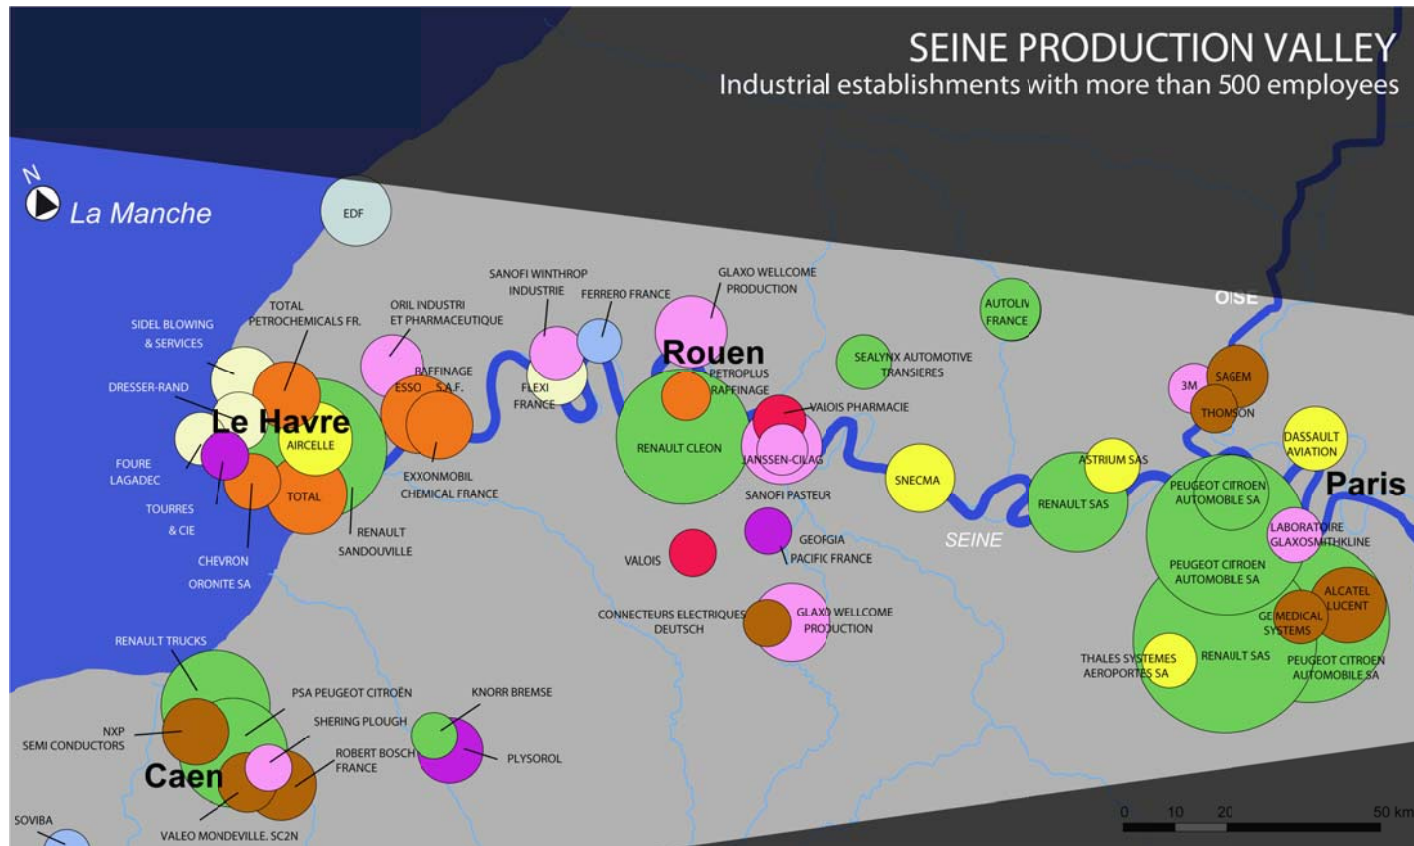 SEINE PRODUCTION VALLEY
Industrial establishments with more than 500 employees
N
La Manche
EDF
SANOFI WINTHROP
INDUSTRIE
GLAXO WELLCOME
PRODUCTION
FERRERO FRANCE
TOTAL
PETROCHEMICALS FR.
ORIL INDUSTRI
ET PHARMACEUTIQUE
SIDEL BLOWING
& SERVICES
AUTOLIV
FRANCE
OISE
Rouen
SEALYNX AUTOMOTIVE
TRANSIERES
DRESSER-RAND
RAFFINAGE
ESSO S.A.F.
FLEXI
FRANCE
PETROPLUS
RAFFINAGE
3M
SAGEM
THOMSON
Le Havre
AIRCELLE
VALOIS PHARMACIE
DASSAULT
AVIATION
RENAULT CLEON
JANSSEN-CILAG
ASTRIUM SAS
FOURE
LAGADEC
EXXONMOBIL
CHEMICAL FRANCE
SNECMA
PEUGEOT CITROEN
AUTOMOBILE SA
Paris
TOTAL
SANOFI PASTEUR
RENAULT SAS
TOURRES
& CIE
RENAULT
SANDOUVILLE
SEINE
LABORATOIRE
GLAXOSMITHKLINE
CHEVRON
ORONITE SA
VALOIS
GEORGIA
PACIFIC FRANCE
PEUGEOT CITROEN
AUTOMOBILE SA
ALCATEL
LUCENT
CONNECTEURS ELECTRIQUES
DEUTSCH
GLAXO WELLCOME
PRODUCTION
GE MEDICAL
SYSTEMS
RENAULT TRUCKS
THALES SYSTEMES
AEROPORTES SA
RENAULT SAS
PEUGEOT CITROEN
AUTOMOBILE SA
PSA PEUGEOT CITROËN
KNORR BREMSE
SHERING PLOUGH
NXP
SEMI CONDUCTORS
ROBERT BOSCH
FRANCE
PLYSOROL
Caen
SOVIBA
VALEO MONDEVILLE. SC2N
0 10 20 50 km